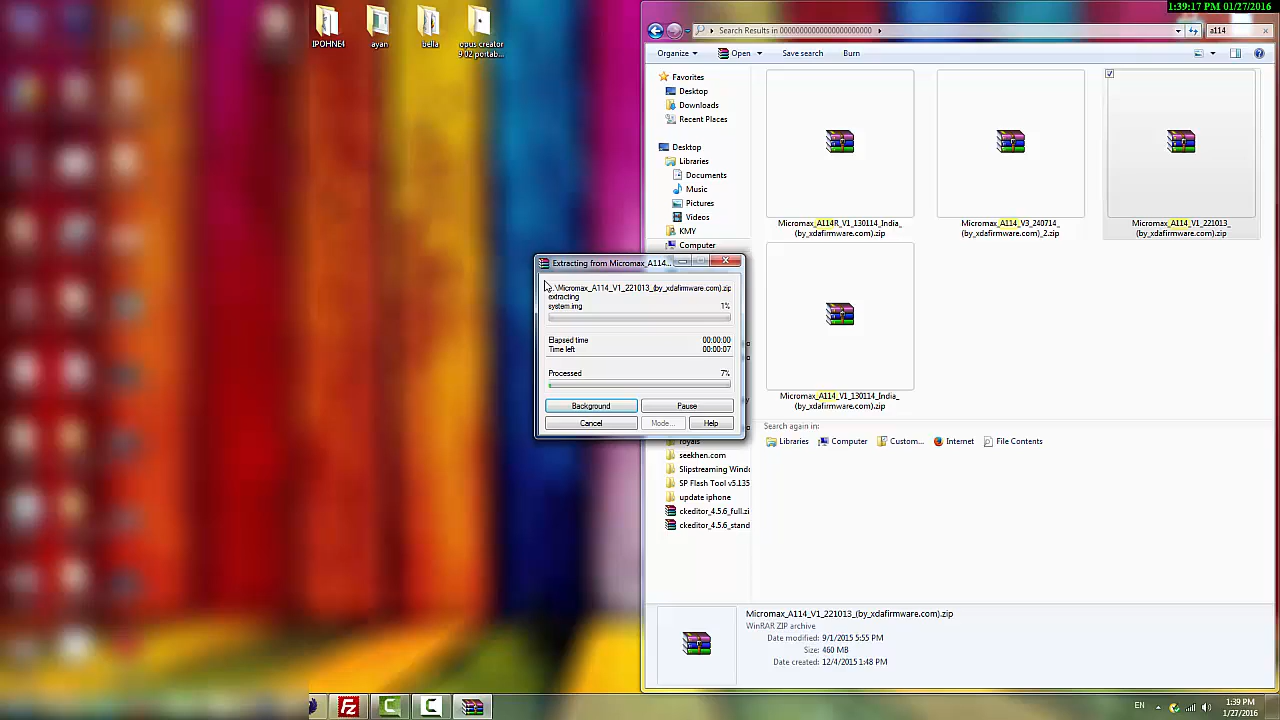 1:39:17 PM 01/27/2016
IPOHNE4
ayan
bella
opus creator
9.02 portab...
Search Results in 0000000000000000000000
a114
Organize
Open
Save search
Burn
Favorites
Desktop
Downloads
Recent Places
Desktop
Libraries
Documents
Music
Pictures
Videos
KMY
Computer
Micromax_A114R_V1_130114_India_
(by_xdafirmware.com).zip
Micromax_A114_V3_240714_
(by_xdafirmware.com)_2.zip
Micromax_A114_V1_221013_
(by_xdafirmware.com).zip
Extracting from Micromax_A114...
...\Micromax_A114_V1_221013_(by_xdafirmware.com).zip
extracting
system.img 1%
Elapsed time 00:00:00
Time left 00:00:07
Processed 7%
Background
Pause
Cancel
Mode...
Help
Micromax_A114_V1_130114_India_
(by_xdafirmware.com).zip
Search again in:
Libraries
Computer
Custom...
Internet
File Contents
royals
seekhen.com
Slipstreaming Wind
SP Flash Tool v5.135
update iphone
ckeditor_4.5.6_full.zi
ckeditor_4.5.6_stand
Micromax_A114_V1_221013_(by_xdafirmware.com).zip
WinRAR ZIP archive
Date modified: 9/1/2015 5:55 PM
Size: 460 MB
Date created: 12/4/2015 1:48 PM
EN
1:39 PM
1/27/2016